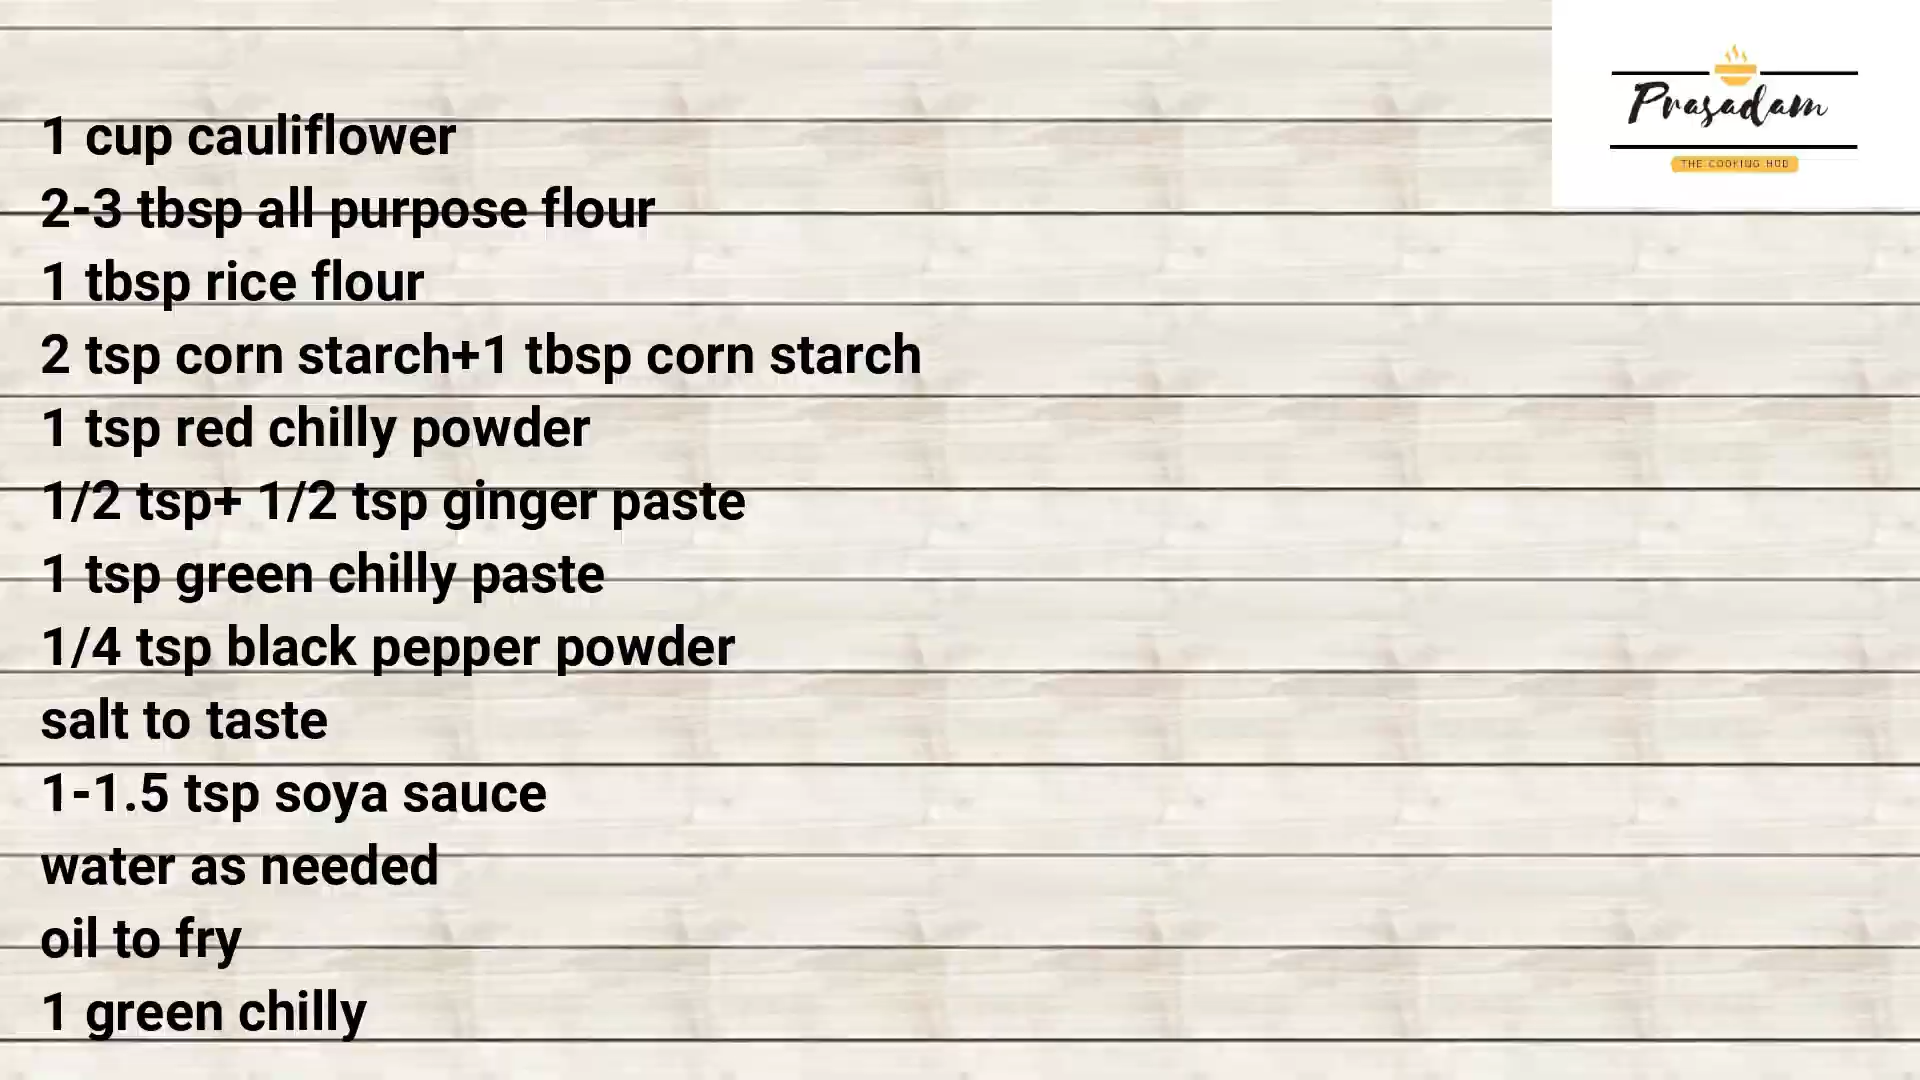 Prasadam
THE COOKING HUB
1 cup cauliflower
2-3 tbsp all purpose flour
1 tbsp rice flour
2 tsp corn starch+1 tbsp corn starch
1 tsp red chilly powder
1/2 tsp+ 1/2 tsp ginger paste
1 tsp green chilly paste
1/4 tsp black pepper powder
salt to taste
1-1.5 tsp soya sauce
water as needed
oil to fry
1 green chilly